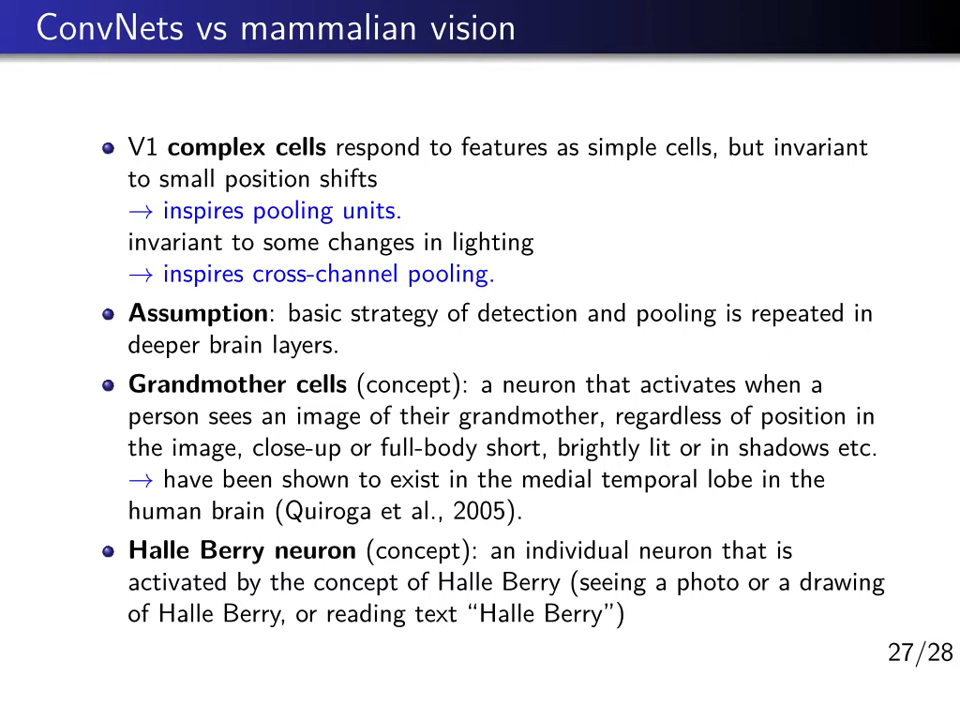 ConvNets vs mammalian vision
V1 complex cells respond to features as simple cells, but invariant
to small position shifts
→ inspires pooling units.
invariant to some changes in lighting
→ inspires cross-channel pooling.
Assumption: basic strategy of detection and pooling is repeated in
deeper brain layers.
Grandmother cells (concept): a neuron that activates when a
person sees an image of their grandmother, regardless of position in
the image, close-up or full-body short, brightly lit or in shadows etc.
→ have been shown to exist in the medial temporal lobe in the
human brain (Quiroga et al., 2005).
Halle Berry neuron (concept): an individual neuron that is
activated by the concept of Halle Berry (seeing a photo or a drawing
of Halle Berry, or reading text “Halle Berry”)
27/28